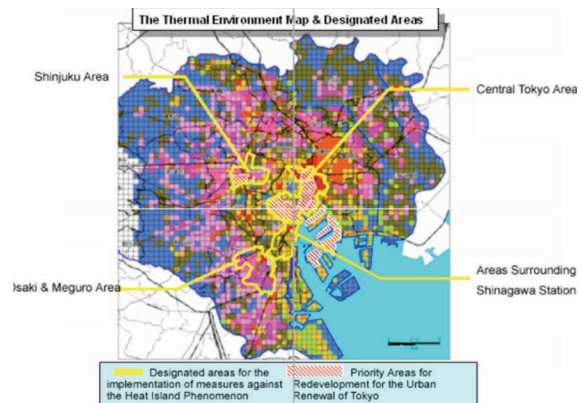 The Thermal Environment Map & Designated Areas
Shinjuku Area
Central Tokyo Area
Osaki & Meguro Area
Areas Surrounding
Shinagawa Station
Designated areas for the
implementation of measures against
the Heat Island Phenomenon
Priority Areas for
Redevelopment for the Urban
Renewal of Tokyo